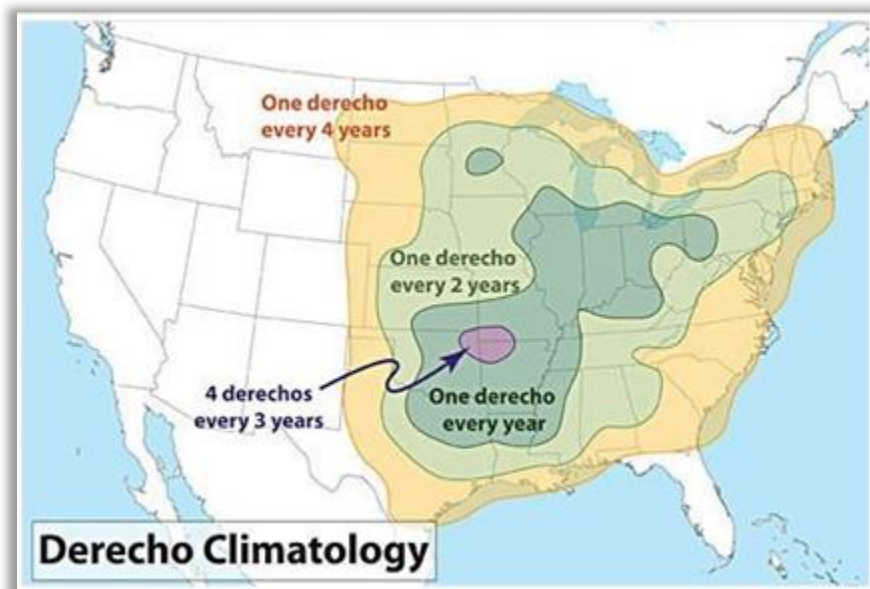 One derecho
every 4 years
One derecho
every 2 years
4 derechos
every 3 years
One derecho
every year
Derecho Climatology